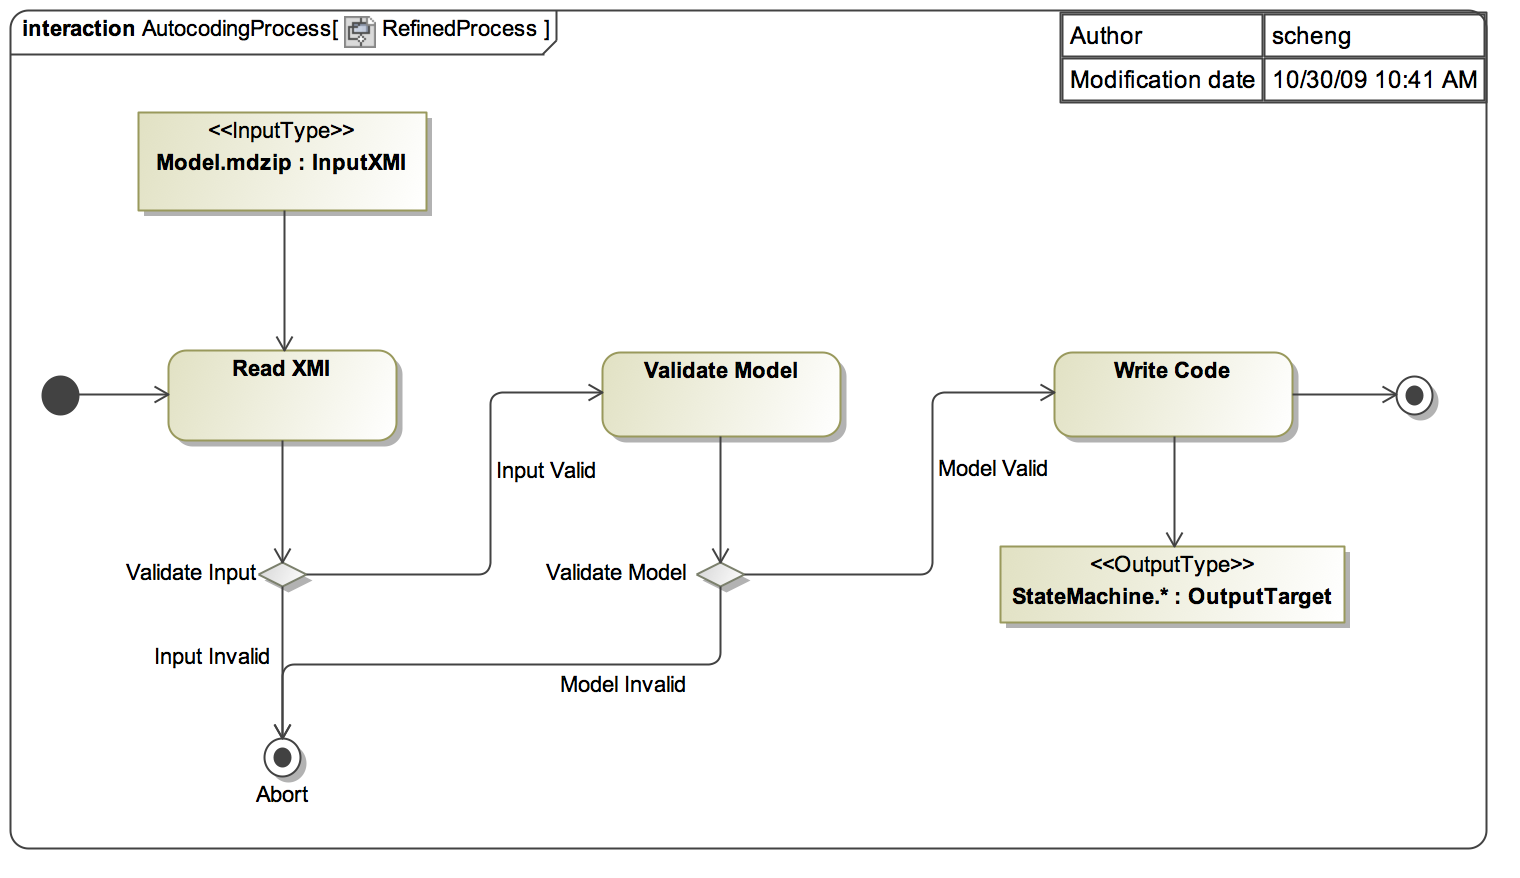 interaction AutocodingProcess[ RefinedProcess ]
Author scheng
Modification date 10/30/09 10:41 AM
<<InputType>>
Model.mdzip : InputXMI
Read XMI
Validate Model
Write Code
Input Valid
Model Valid
Validate Input
Validate Model
<<OutputType>>
StateMachine.* : OutputTarget
Input Invalid
Model Invalid
Abort